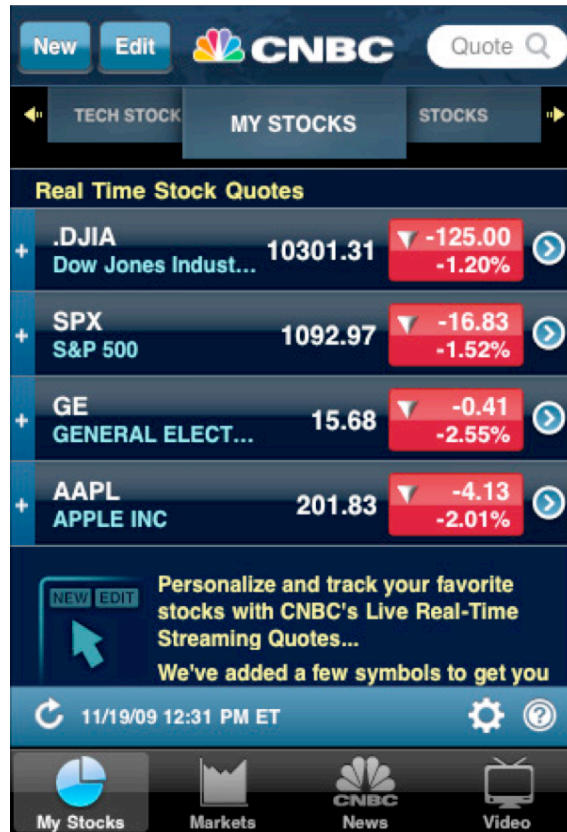 New Edit CNBC Quote
TECH STOCK MY STOCKS STOCKS
Real Time Stock Quotes
.DJIA 10301.31 -125.00
Dow Jones Indust... -1.20%
SPX 1092.97 -16.83
S&P 500 -1.52%
GE 15.68 -0.41
GENERAL ELECT... -2.55%
AAPL 201.83 -4.13
APPLE INC -2.01%
NEW EDIT
Personalize and track your favorite
stocks with CNBC's Live Real-Time
Streaming Quotes...
We've added a few symbols to get you
11/19/09 12:31 PM ET
CNBC
My Stocks Markets News Video